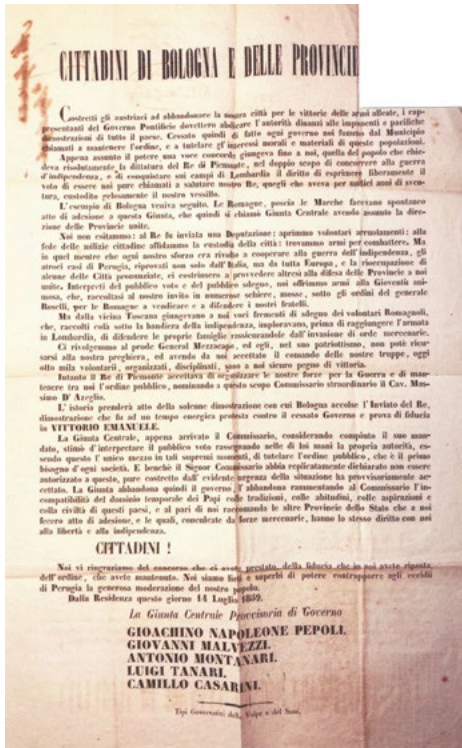 CITTADINI DI BOLOGNA E DELLE PROVINCIE
Costretti gli austriaci ad abbandonare la nostra città per le vittorie delle armi alleate, i rap-
presentanti del Governo Pontificio dovettero abdicare l'autorità dinanzi alle imponenti e pacifiche
dimostrazioni di tutto il paese. Cessato quindi di fatto ogni governo noi fummo dal Municipio
chiamati a mantenere l'ordine, e a tutelare gl'interessi morali e materiali di queste popolazioni.
Appena assunto il potere una voce concorde giungeva fino a noi, quella del popolo che chie-
deva risolutamente la dittatura del Re di Piemonte, nel doppio scopo di concorrere alla guerra
d'indipendenza, e di conquistare sui campi di Lombardia il diritto di esprimere liberamente il
voto di essere noi pure chiamati a salutare nostro Re, quegli che aveva per undici anni di sven-
tura, custodito gelosamente il nostro vessillo.
L'esempio di Bologna veniva seguito. Le Romagne, poscia le Marche facevano spontaneo
atto di adesione a questa Giunta, che quindi si chiamò Giunta Centrale avendo assunto la dire-
zione delle Provincie unite.
Noi non esitammo: al Re fu inviata una Deputazione: aprimmo volontari arruolamenti: alla
fede delle milizie cittadine affidammo la custodia della città: trovammo armi per combattere. Ma
in quel mentre che ogni nostro sforzo era rivolto a cooperare alla guerra dell'indipendenza, gli
atroci casi di Perugia, riprovati non solo dall'Italia, ma da tutta Europa, e la rioccupazione di
alcune delle Città pronunziate, ci costrinsero a provvedere altresì alla difesa delle Provincie a noi
unite. Interpreti del pubblico voto e del pubblico sdegno, noi offrimmo armi alla Gioventù ani-
mosa, che, raccoltasi al nostro invito in numerose schiere, mosse, sotto gli ordini del generale
Roselli, per le Romagne a vendicare e a difendere i nostri fratelli.
Ma dalla vicina Toscana giungevano a noi voci frementi di sdegno dei volontari Romagnoli,
che, raccolti colà sotto la bandiera della indipendenza, imploravano, prima di raggiungere l'armata
in Lombardia, di difendere le proprie famiglie rassicurandole dall'invasione di orde mercenarie.
Ci rivolgemmo al prode General Mezzacapo, ed egli, nel suo patriottismo, non potè ricu-
sarsi alla nostra preghiera, ed avendo da noi accettato il comando delle nostre truppe, oggi
otto mila volontarii, organizzati, disciplinati, sono a noi sicuro pegno di vittoria.
Intanto il Re di Piemonte accettava di organizzare le nostre forze per la Guerra e di man-
tenere tra noi l'ordine pubblico, nominando a questo scopo Commissario straordinario il Cav. Mas-
simo D'Azeglio.
L'istoria prenderà atto della solenne dimostrazione con cui Bologna accolse l'Inviato del Re,
dimostrazione che fu ad un tempo energica protesta contro il cessato Governo e prova di fiducia
in VITTORIO EMANUELE.
La Giunta Centrale, appena arrivato il Commissario, considerando compiuto il suo man-
dato, stimò d'interpretare il pubblico voto rassegnando nelle di lui mani la propria autorità, es-
sendo questo l'unico mezzo in tali supremi momenti, di tutelare l'ordine pubblico, che è il primo
bisogno d'ogni società. E benchè il Signor Commissario abbia replicatamente dichiarato non essere
autorizzato a questo, pure costretto dall'evidente urgenza della situazione ha provvisoriamente ac-
cettato. La Giunta abbandona quindi il governo, l'abbandona rammentando al Commissario l'in-
compatibilità del dominio temporale dei Papi colle tradizioni, colle abitudini, colle aspirazioni e
colla civiltà di questi paesi, e al pari di noi raccomanda le altre Provincie dello Stato che a noi
fecero atto di adesione, e le quali, conculcate da forze mercenarie, hanno lo stesso diritto con noi
alla libertà e alla indipendenza.
CITTADINI !
Noi vi ringraziamo del concorso che ci avete prestato, della fiducia che in noi avete riposta,
dell'ordine, che avete mantenuto. Noi siamo lieti e superbi di potere contrapporre agli eccidii
di Perugia la generosa moderazione del nostro popolo.
Dalla Residenza questo giorno 14 Luglio 1859.
La Giunta Centrale Provvisoria di Governo
GIOACHINO NAPOLEONE PEPOLI.
GIOVANNI MALVEZZI.
ANTONIO MONTANARI.
LUIGI TANARI.
CAMILLO CASARINI.
Tipi Governativi della Volpe e del Sassi.